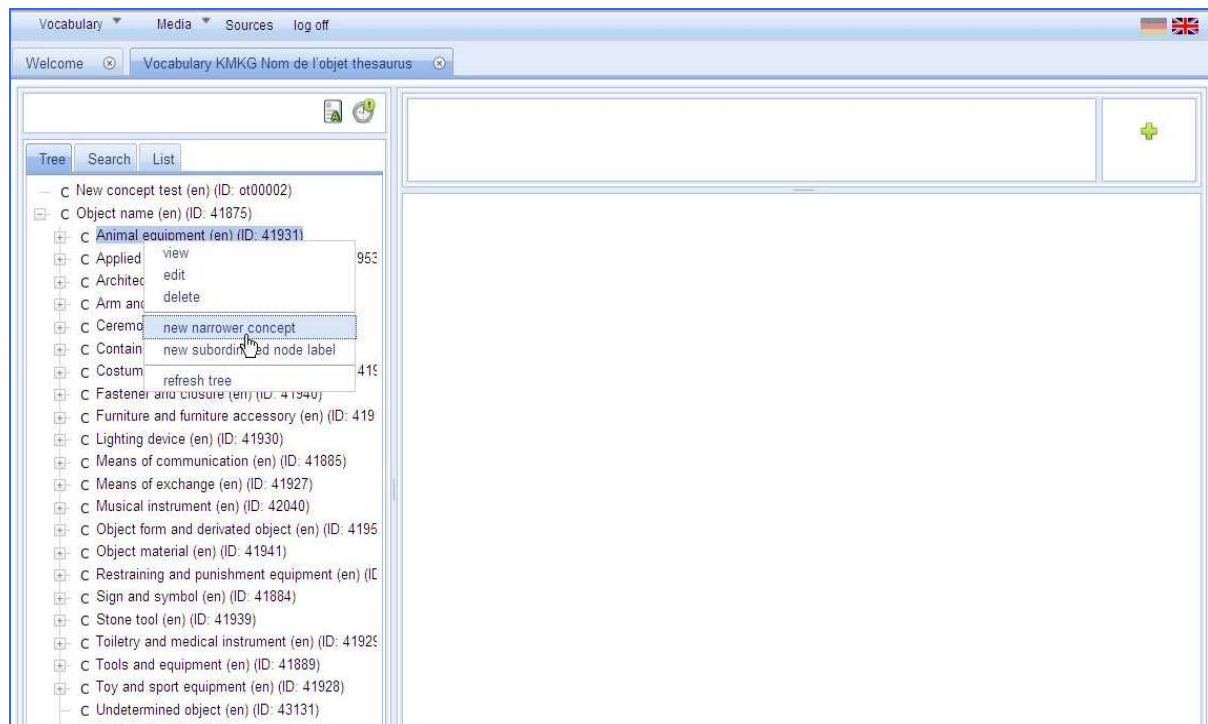 Vocabulary Media Sources log off
Welcome Vocabulary KMKG Nom de l'objet thesaurus
Tree Search List
C New concept test (en) (ID: ot00002)
C Object name (en) (ID: 41875)
C Animal equipment (en) (ID: 41931)
C Applied 953
C Architec
C Arm and
C Ceremo
C Contain
C Costum 419
view
edit
delete
new narrower concept
new subordinated node label
refresh tree
C Fastener and closure (en) (ID: 41940)
C Furniture and furniture accessory (en) (ID: 419
C Lighting device (en) (ID: 41930)
C Means of communication (en) (ID: 41885)
C Means of exchange (en) (ID: 41927)
C Musical instrument (en) (ID: 42040)
C Object form and derivated object (en) (ID: 4195
C Object material (en) (ID: 41941)
C Restraining and punishment equipment (en) (ID
C Sign and symbol (en) (ID: 41884)
C Stone tool (en) (ID: 41939)
C Toiletry and medical instrument (en) (ID: 41929
C Tools and equipment (en) (ID: 41889)
C Toy and sport equipment (en) (ID: 41928)
C Undetermined object (en) (ID: 43131)